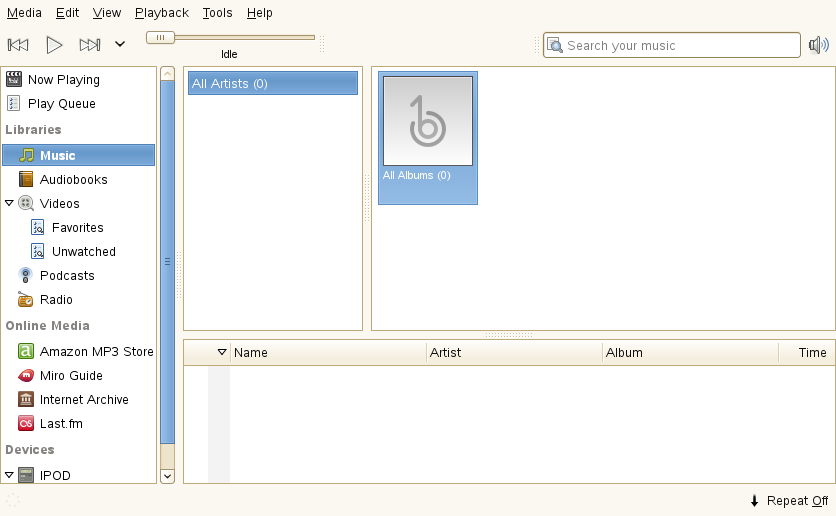 Media Edit View Playback Tools Help
Idle
Search your music
Now Playing
Play Queue
Libraries
Music
Audiobooks
Videos
Favorites
Unwatched
Podcasts
Radio
Online Media
Amazon MP3 Store
Miro Guide
Internet Archive
Last.fm
Devices
IPOD
All Artists (0)
All Albums (0)
Name Artist Album Time
Repeat Off